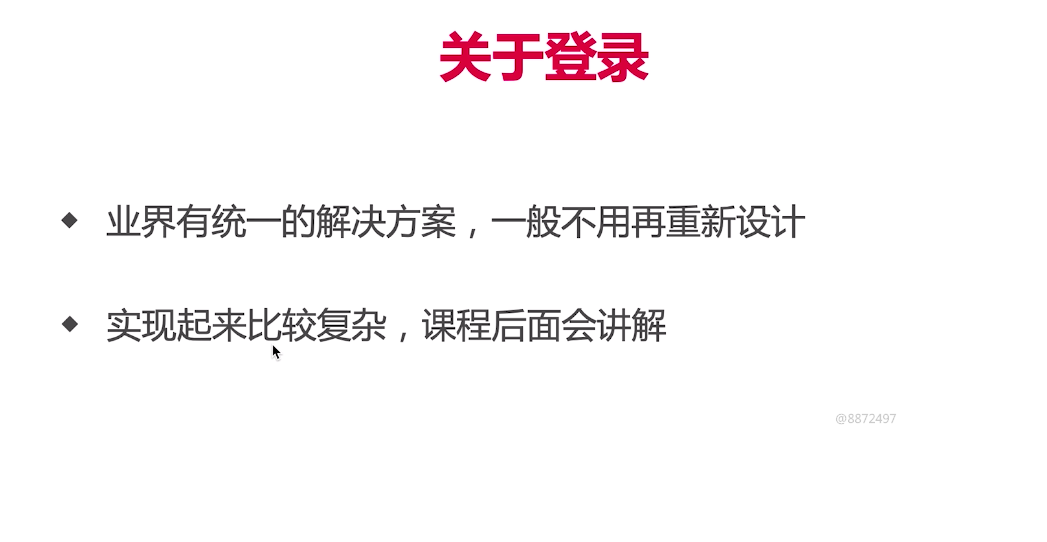 关于登录
◆ 业界有统一的解决方案，一般不用再重新设计
◆ 实现起来比较复杂，课程后面会讲解
@8872497